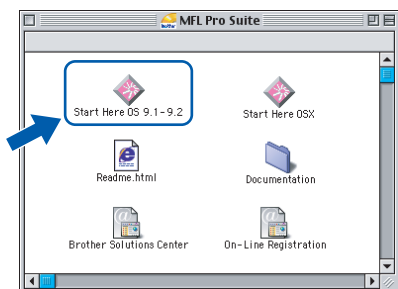 MFL Pro Suite
Start Here OS 9.1-9.2
Start Here OSX
Readme.html
Documentation
Brother Solutions Center
On-Line Registration